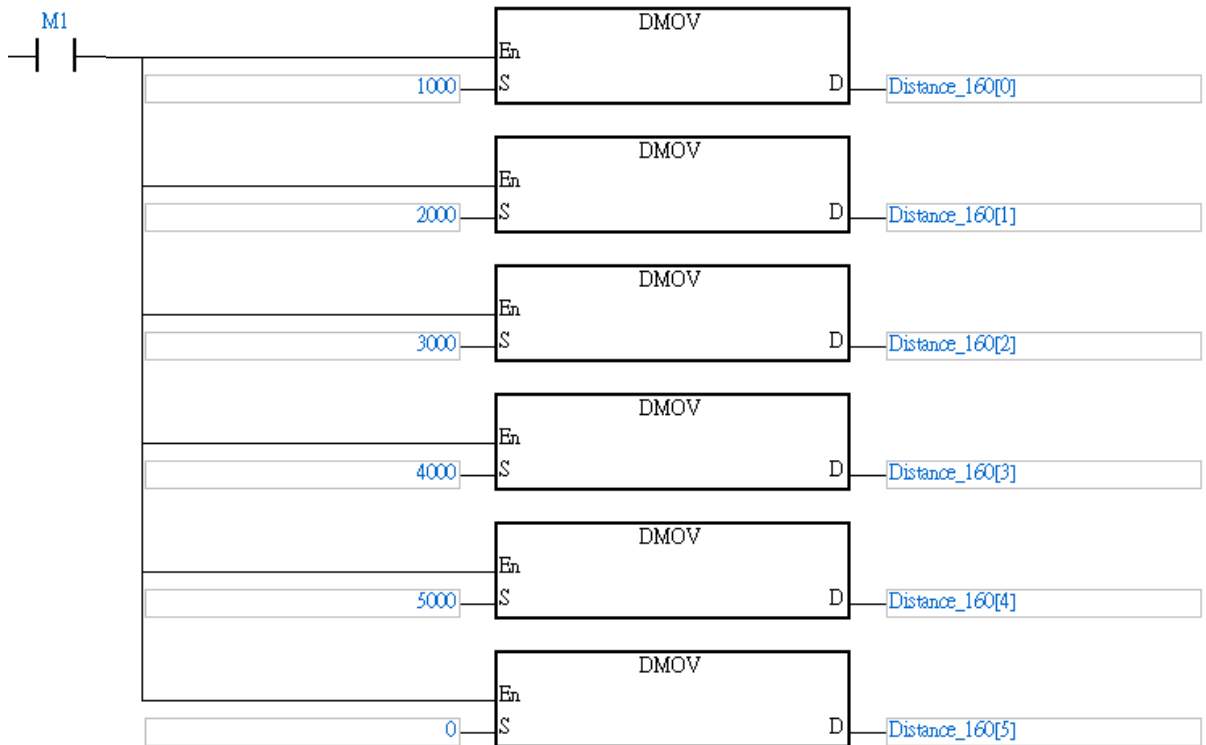 M1
DMOV
En
1000 S D Distance_160[0]
DMOV
En
2000 S D Distance_160[1]
DMOV
En
3000 S D Distance_160[2]
DMOV
En
4000 S D Distance_160[3]
DMOV
En
5000 S D Distance_160[4]
DMOV
En
0 S D Distance_160[5]